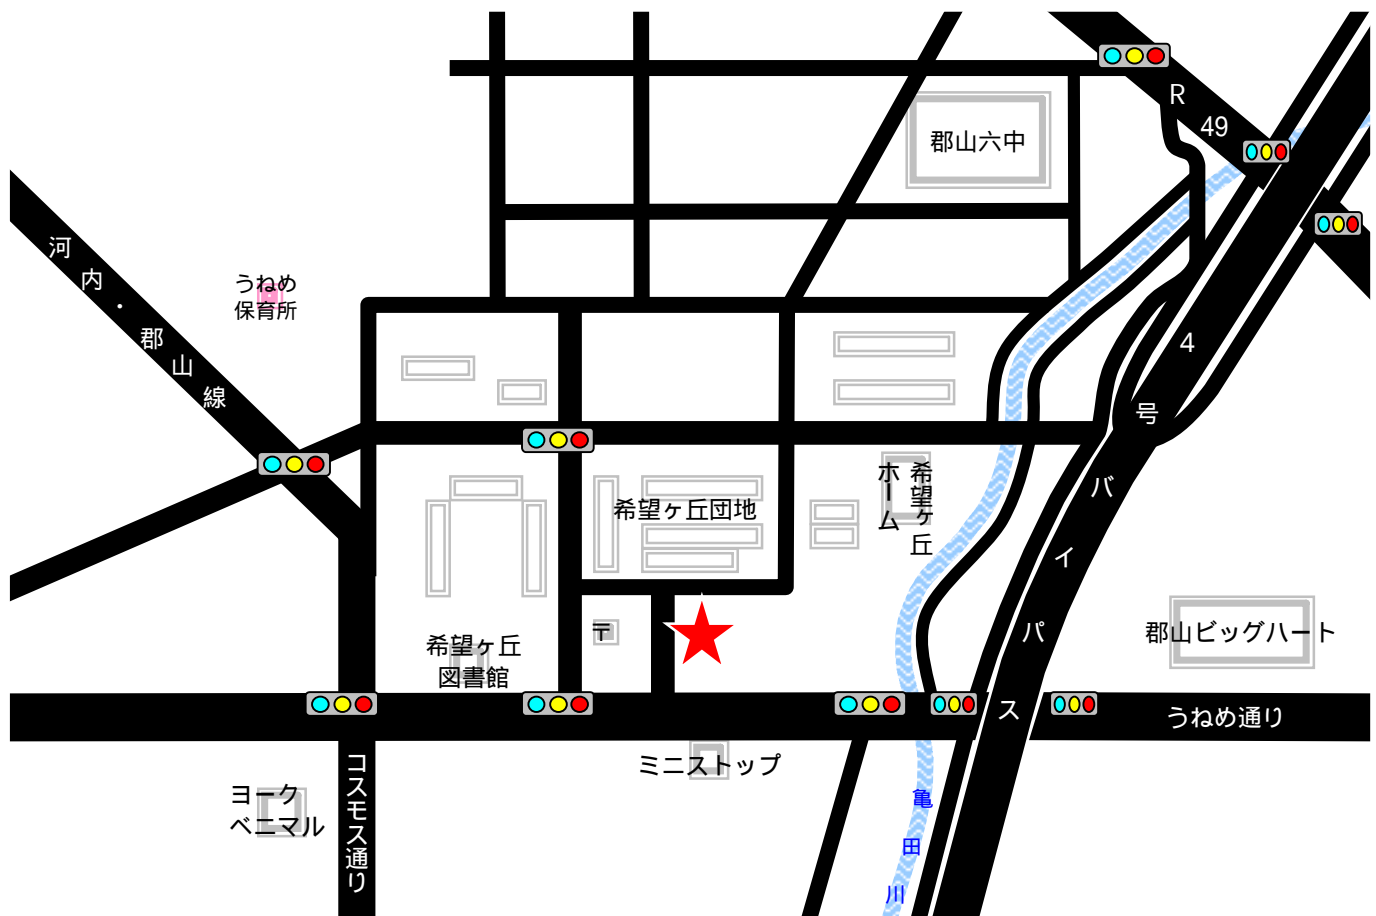 R
49
郡山六中
河内・郡山線
うねめ
保育所
4号バイパス
希望ヶ丘
ホーム
希望ヶ丘団地
〒
希望ヶ丘
図書館
郡山ビッグハート
うねめ通り
ミニストップ
コスモス通り
ヨーク
ベニマル
亀田川